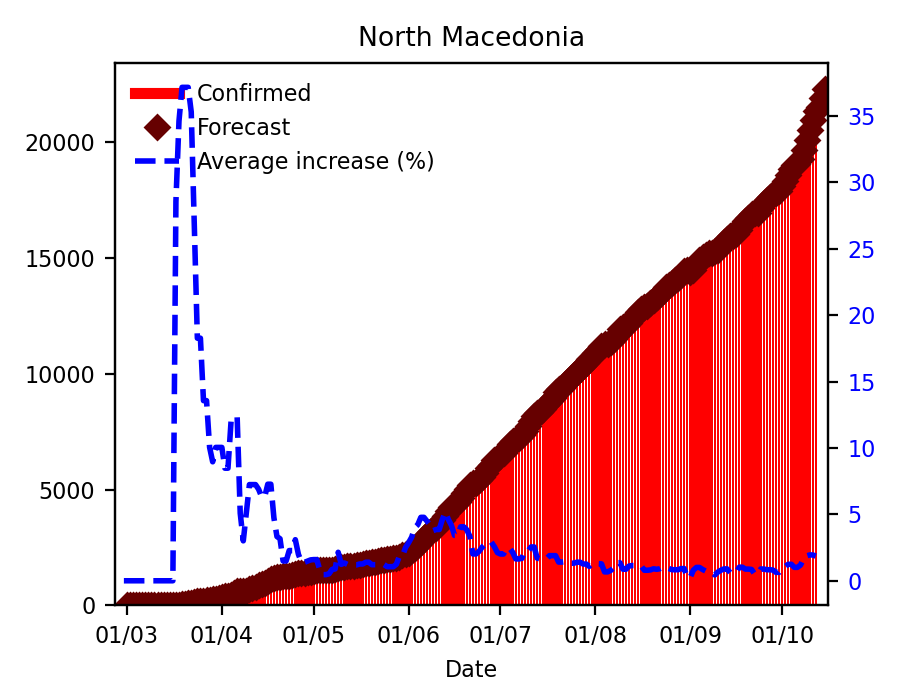 North Macedonia
Confirmed
Forecast
Average increase (%)
20000
15000
10000
5000
0
35
30
25
20
15
10
5
0
01/03 01/04 01/05 01/06 01/07 01/08 01/09 01/10
Date